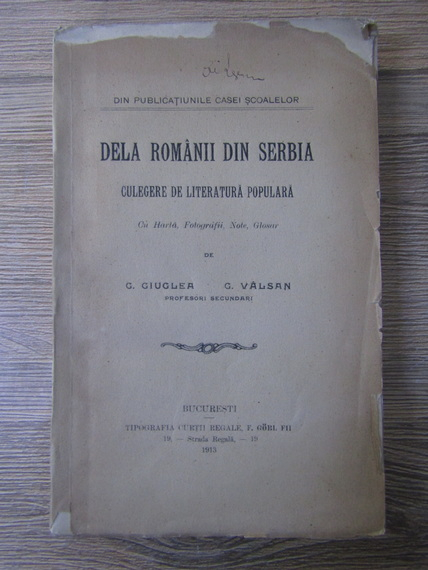 DIN PUBLICAȚIUNILE CASEI ȘCOALELOR
DELA ROMÂNII DIN SERBIA
CULEGERE DE LITERATURĂ POPULARĂ
Cu Hartă, Fotografii, Note, Glosar
DE
G. GIUGLEA G. VÂLSAN
PROFESORI SECUNDARI
BUCUREȘTI
TIPOGRAFIA CURȚII REGALE, F. GÖBL FII
19, — Strada Regală, — 19
1913